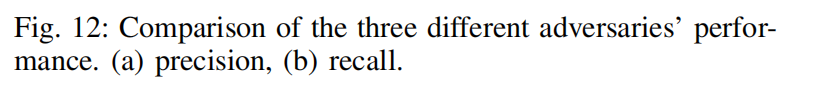 Fig. 12: Comparison of the three different adversaries’ perfor-
mance. (a) precision, (b) recall.